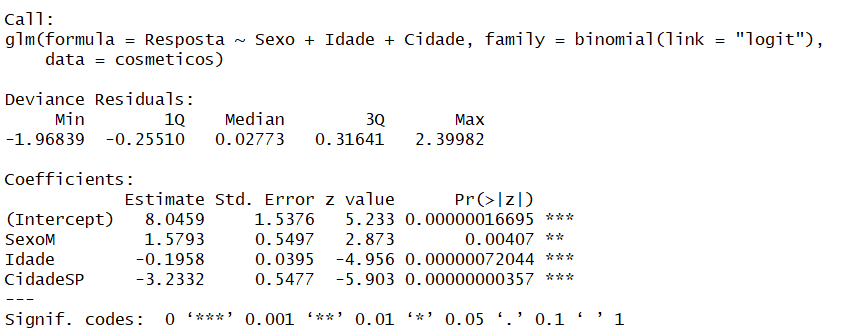 Call:
glm(formula = Resposta ~ Sexo + Idade + Cidade, family = binomial(link = "logit"),
    data = cosmeticos)

Deviance Residuals:
     Min        1Q    Median        3Q       Max
-1.96839  -0.25510   0.02773   0.31641   2.39982

Coefficients:
            Estimate Std. Error z value      Pr(>|z|)
(Intercept)   8.0459     1.5376   5.233 0.00000016695 ***
SexoM         1.5793     0.5497   2.873       0.00407 **
Idade        -0.1958     0.0395  -4.956 0.00000072044 ***
CidadeSP     -3.2332     0.5477  -5.903 0.00000000357 ***
---
Signif. codes:  0 ‘***’ 0.001 ‘**’ 0.01 ‘*’ 0.05 ‘.’ 0.1 ‘ ’ 1